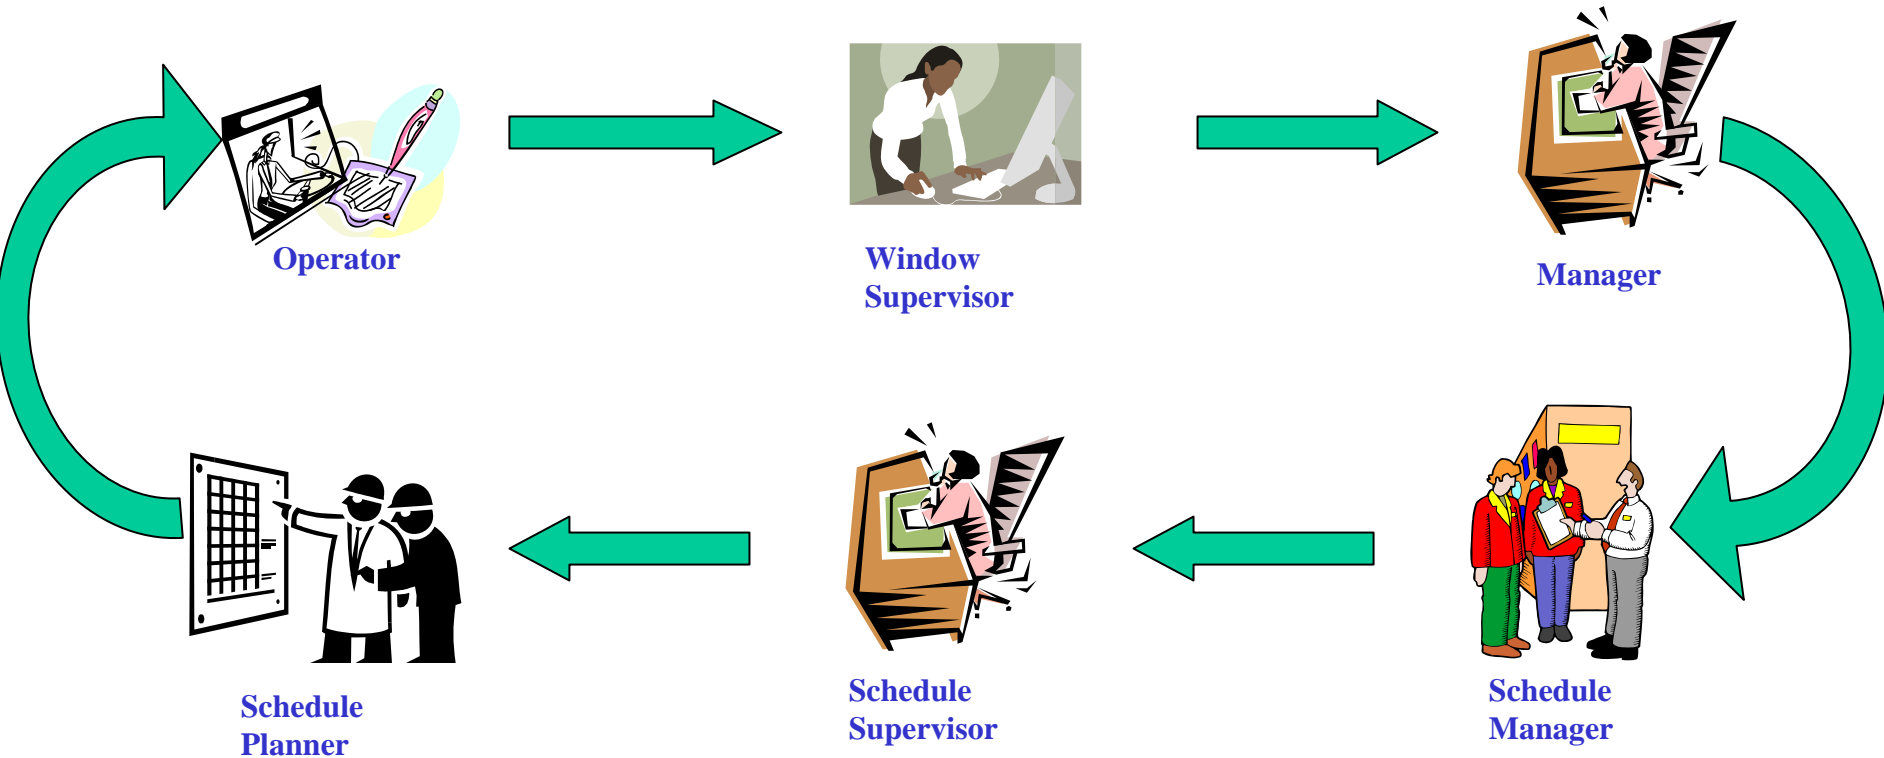 Operator
Window
Supervisor
Manager
Schedule
Planner
Schedule
Supervisor
Schedule
Manager